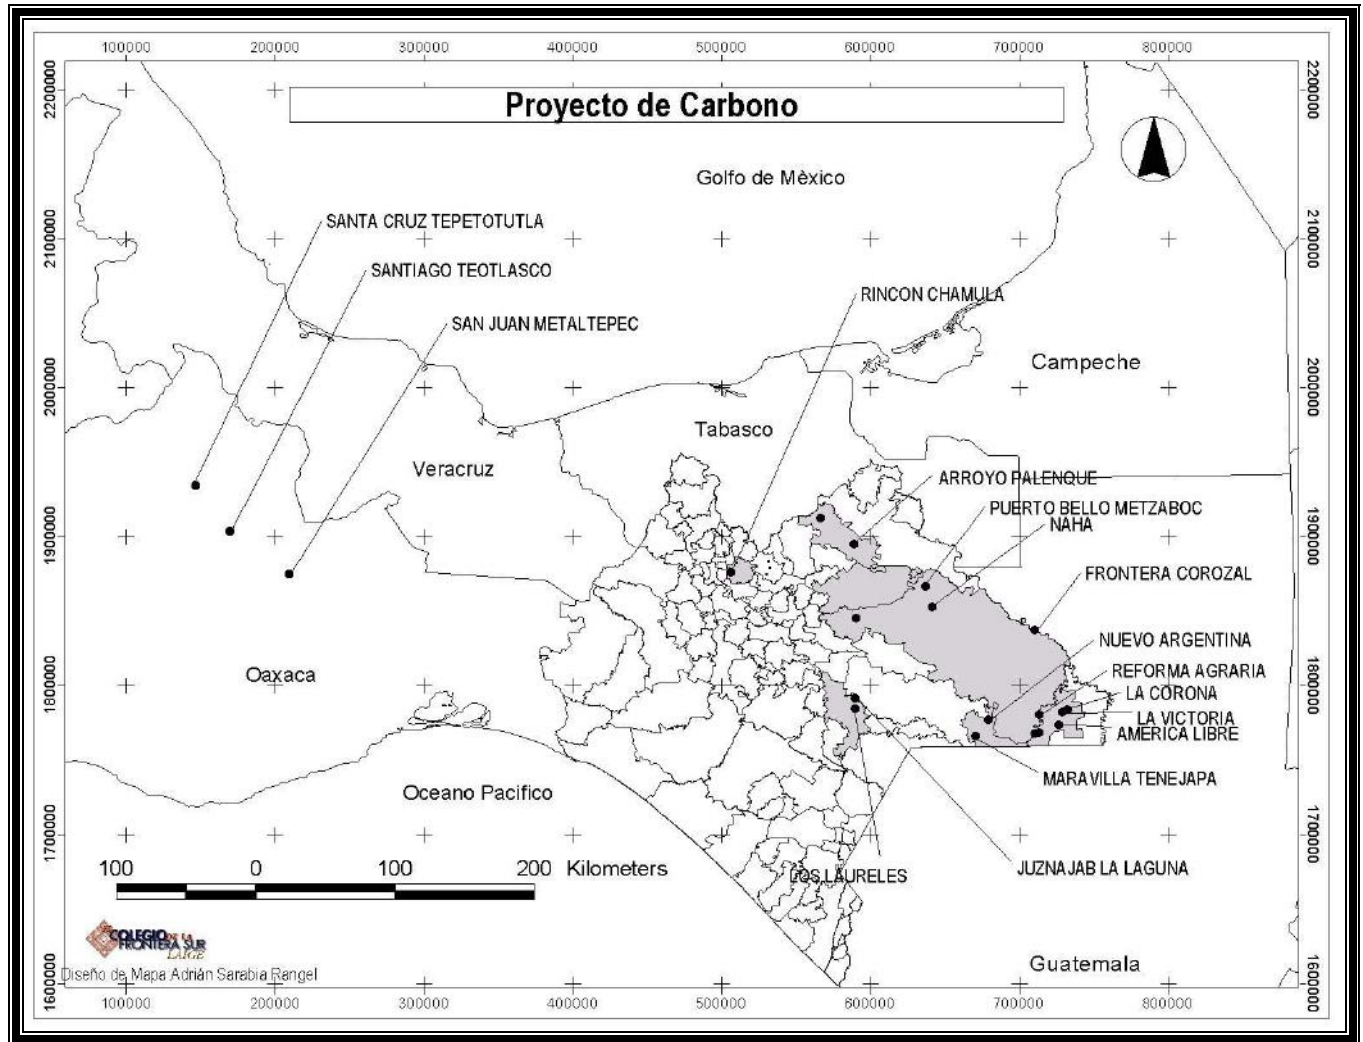 100000 200000 300000 400000 500000 600000 700000 800000
2200000 2200000
Proyecto de Carbono
Golfo de Mèxico
SANTA CRUZ TEPETOTUTLA
2100000 2100000
SANTIAGO TEOTLASCO
RINCON CHAMULA
SAN JUAN METALTEPEC
Campeche
2000000 2000000
Tabasco
Veracruz
ARROYO PALENQUE
PUERTO BELLO METZABOC
NAHA
1900000 1900000
FRONTERA COROZAL
NUEVO ARGENTINA
REFORMA AGRARIA
Oaxaca
1800000 1800000
LA CORONA
LA VICTORIA
AMERICA LIBRE
MARAVILLA TENEJAPA
Oceano Pacifico
1700000 1700000
100 0 100 200 Kilometers
JUZNAJAB LA LAGUNA
LOS LAURELES
COLEGIO DE LA
FRONTERA SUR
LAIGE
Guatemala
Diseño de Mapa Adrián Sarabia Rangel
1600000 1600000
100000 200000 300000 400000 500000 600000 700000 800000